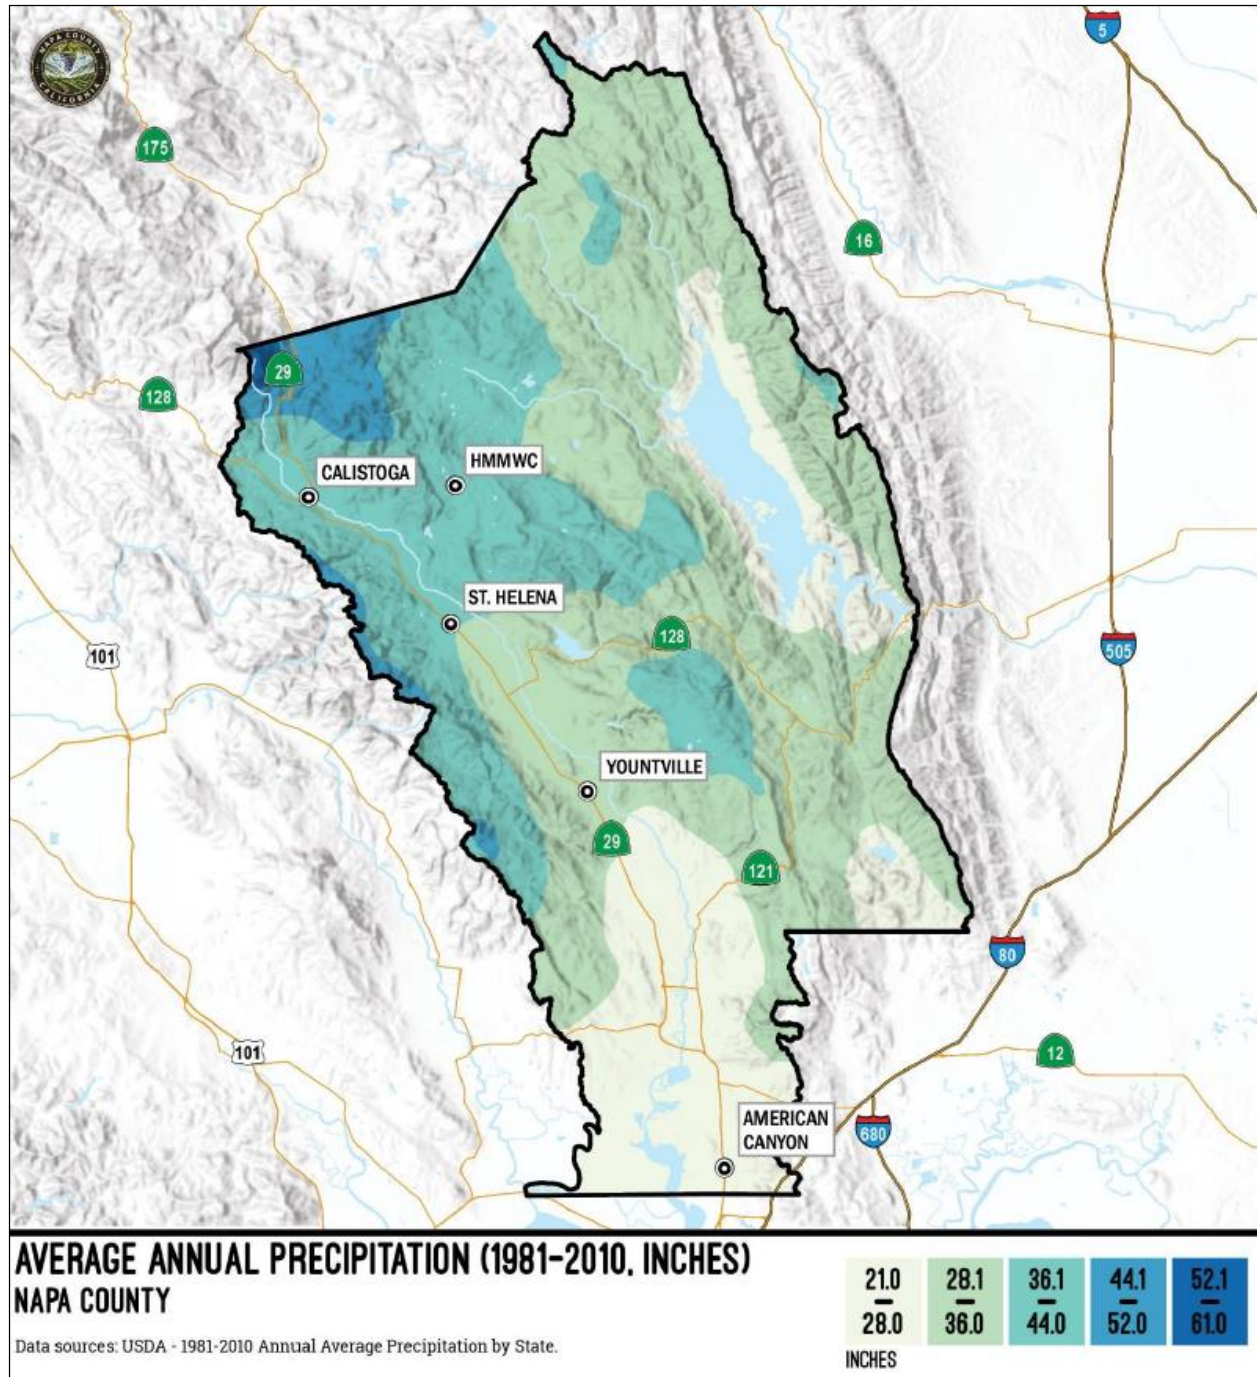 NAPA COUNTY
CALIFORNIA
5
175
16
29
128
CALISTOGA
HMMWC
ST. HELENA
128
101
505
YOUNTVILLE
29
121
80
101
12
AMERICAN
CANYON
680
AVERAGE ANNUAL PRECIPITATION (1981-2010, INCHES)
NAPA COUNTY
Data sources: USDA - 1981-2010 Annual Average Precipitation by State.
21.0 – 28.0
28.1 – 36.0
36.1 – 44.0
44.1 – 52.0
52.1 – 61.0
INCHES